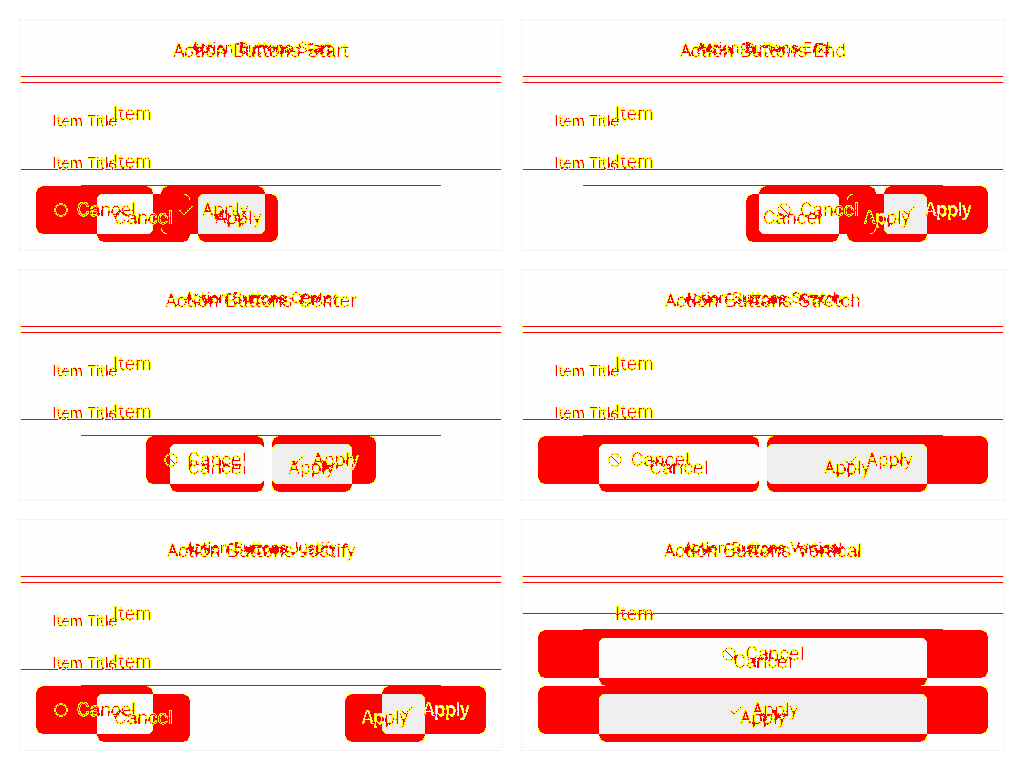 Action Buttons Start
Action Buttons End
Item Title Item
Item Title Item
Item Title Item
Item Title Item
Cancel Apply
Cancel Apply
Cancel Apply
Cancel Apply
Action Buttons Center
Action Buttons Stretch
Item Title Item
Item Title Item
Item Title Item
Item Title Item
Cancel Apply
Cancel Apply
Cancel Apply
Cancel Apply
Action Buttons Justify
Action Buttons Vertical
Item Title Item
Item
Item Title Item
Cancel Apply
Cancel Apply
Cancel
Cancel
Apply
Apply